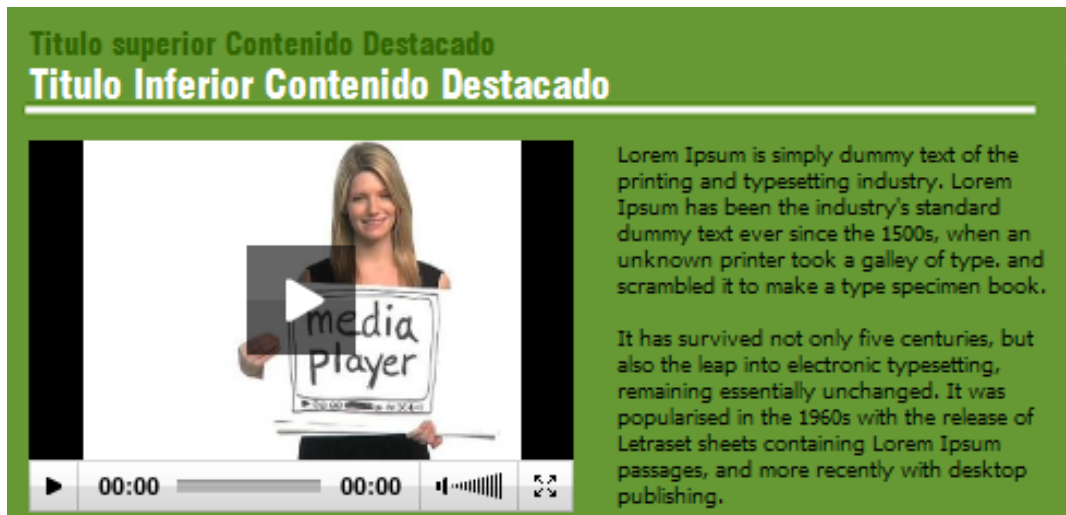 Titulo superior Contenido Destacado
Titulo Inferior Contenido Destacado
media
player
00:00
00:00
Lorem Ipsum is simply dummy text of the
printing and typesetting industry. Lorem
Ipsum has been the industry's standard
dummy text ever since the 1500s, when an
unknown printer took a galley of type. and
scrambled it to make a type specimen book.
It has survived not only five centuries, but
also the leap into electronic typesetting,
remaining essentially unchanged. It was
popularised in the 1960s with the release of
Letraset sheets containing Lorem Ipsum
passages, and more recently with desktop
publishing.